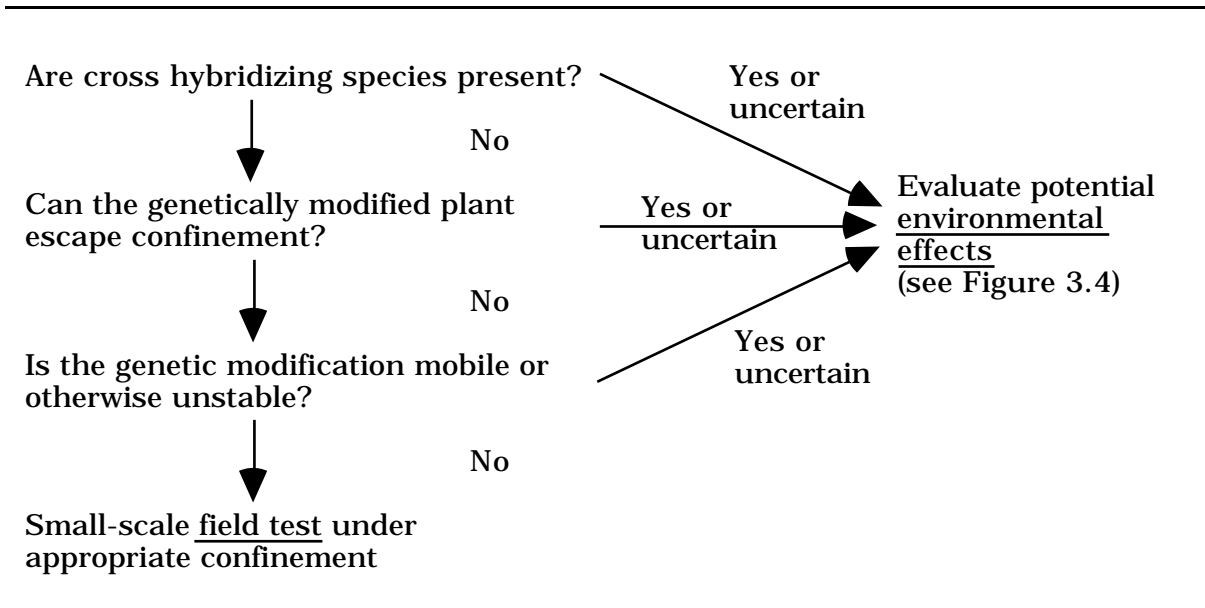 Are cross hybridizing species present?
Yes or
uncertain
No
Can the genetically modified plant
escape confinement?
Yes or
uncertain
Evaluate potential
environmental
effects
(see Figure 3.4)
No
Is the genetic modification mobile or
otherwise unstable?
Yes or
uncertain
No
Small-scale field test under
appropriate confinement